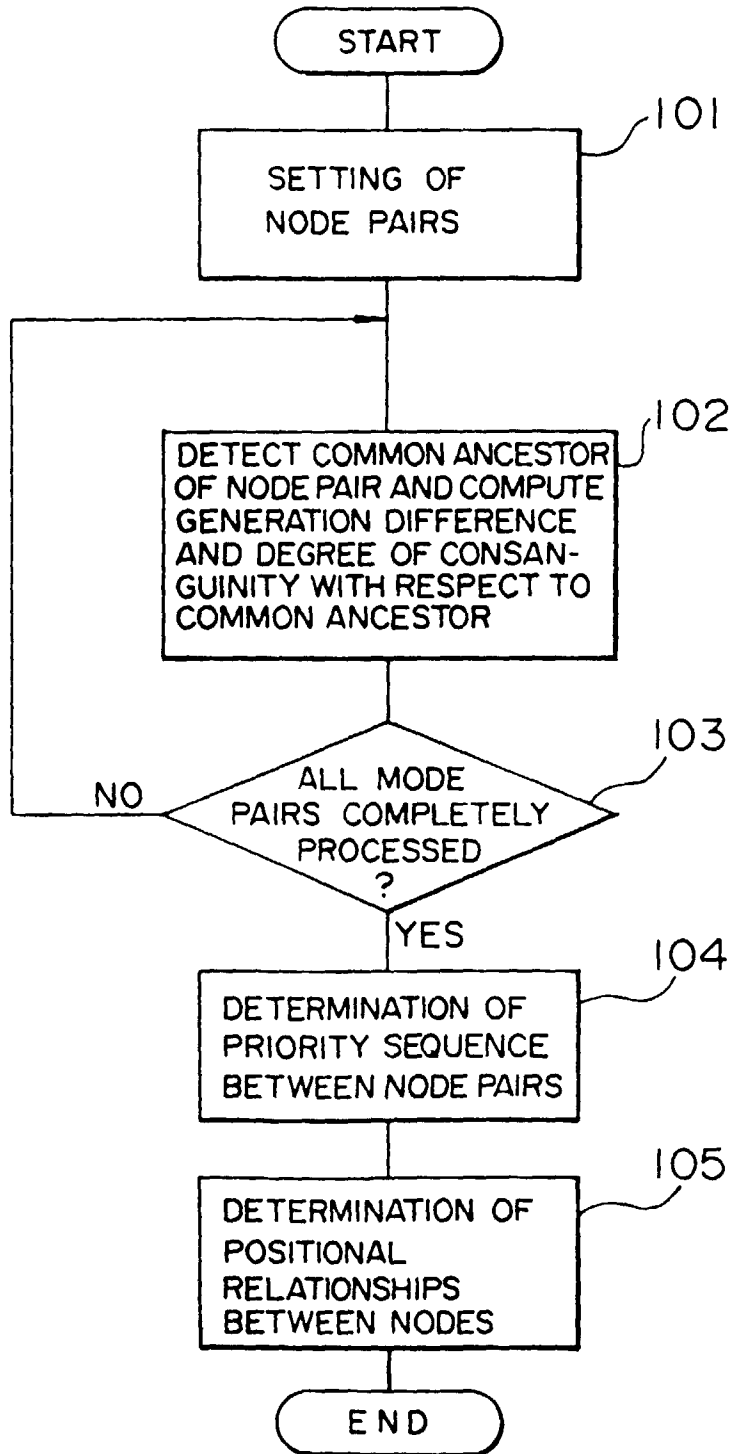 START
101
SETTING OF
NODE PAIRS
102
DETECT COMMON ANCESTOR
OF NODE PAIR AND COMPUTE
GENERATION DIFFERENCE
AND DEGREE OF CONSAN-
GUINITY WITH RESPECT TO
COMMON ANCESTOR
103
ALL MODE
PAIRS COMPLETELY
PROCESSED
?
NO
YES
104
DETERMINATION OF
PRIORITY SEQUENCE
BETWEEN NODE PAIRS
105
DETERMINATION OF
POSITIONAL
RELATIONSHIPS
BETWEEN NODES
END